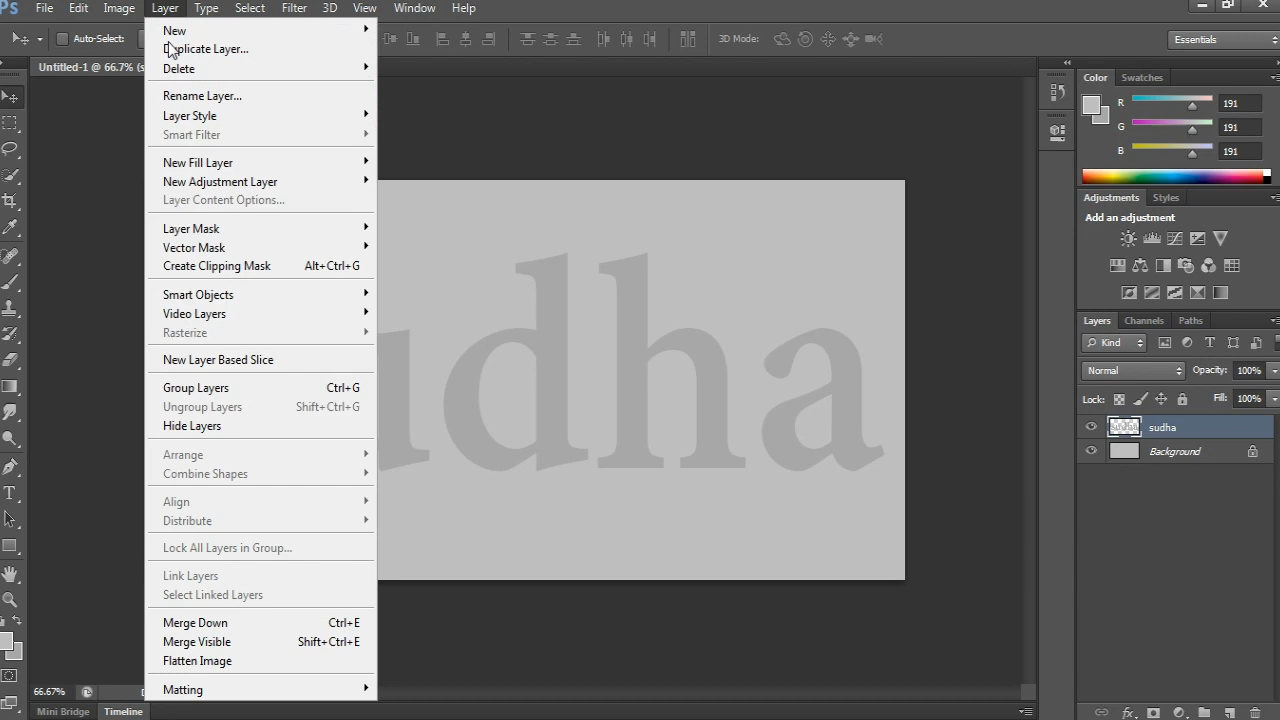 Ps File Edit Image Layer Type Select Filter 3D View Window Help
Auto-Select: 3D Mode: Essentials
Untitled-1 @ 66.7% (s
New
Duplicate Layer...
Delete
Rename Layer...
Layer Style
Smart Filter
New Fill Layer
New Adjustment Layer
Layer Content Options...
Layer Mask
Vector Mask
Create Clipping Mask Alt+Ctrl+G
Smart Objects
Video Layers
Rasterize
New Layer Based Slice
Group Layers Ctrl+G
Ungroup Layers Shift+Ctrl+G
Hide Layers
Arrange
Combine Shapes
Align
Distribute
Lock All Layers in Group...
Link Layers
Select Linked Layers
Merge Down Ctrl+E
Merge Visible Shift+Ctrl+E
Flatten Image
Matting
udha
Color Swatches
R 191
G 191
B 191
Adjustments Styles
Add an adjustment
Layers Channels Paths
Kind
Normal Opacity: 100%
Lock: Fill: 100%
sudha
Background
66.67%
Mini Bridge Timeline